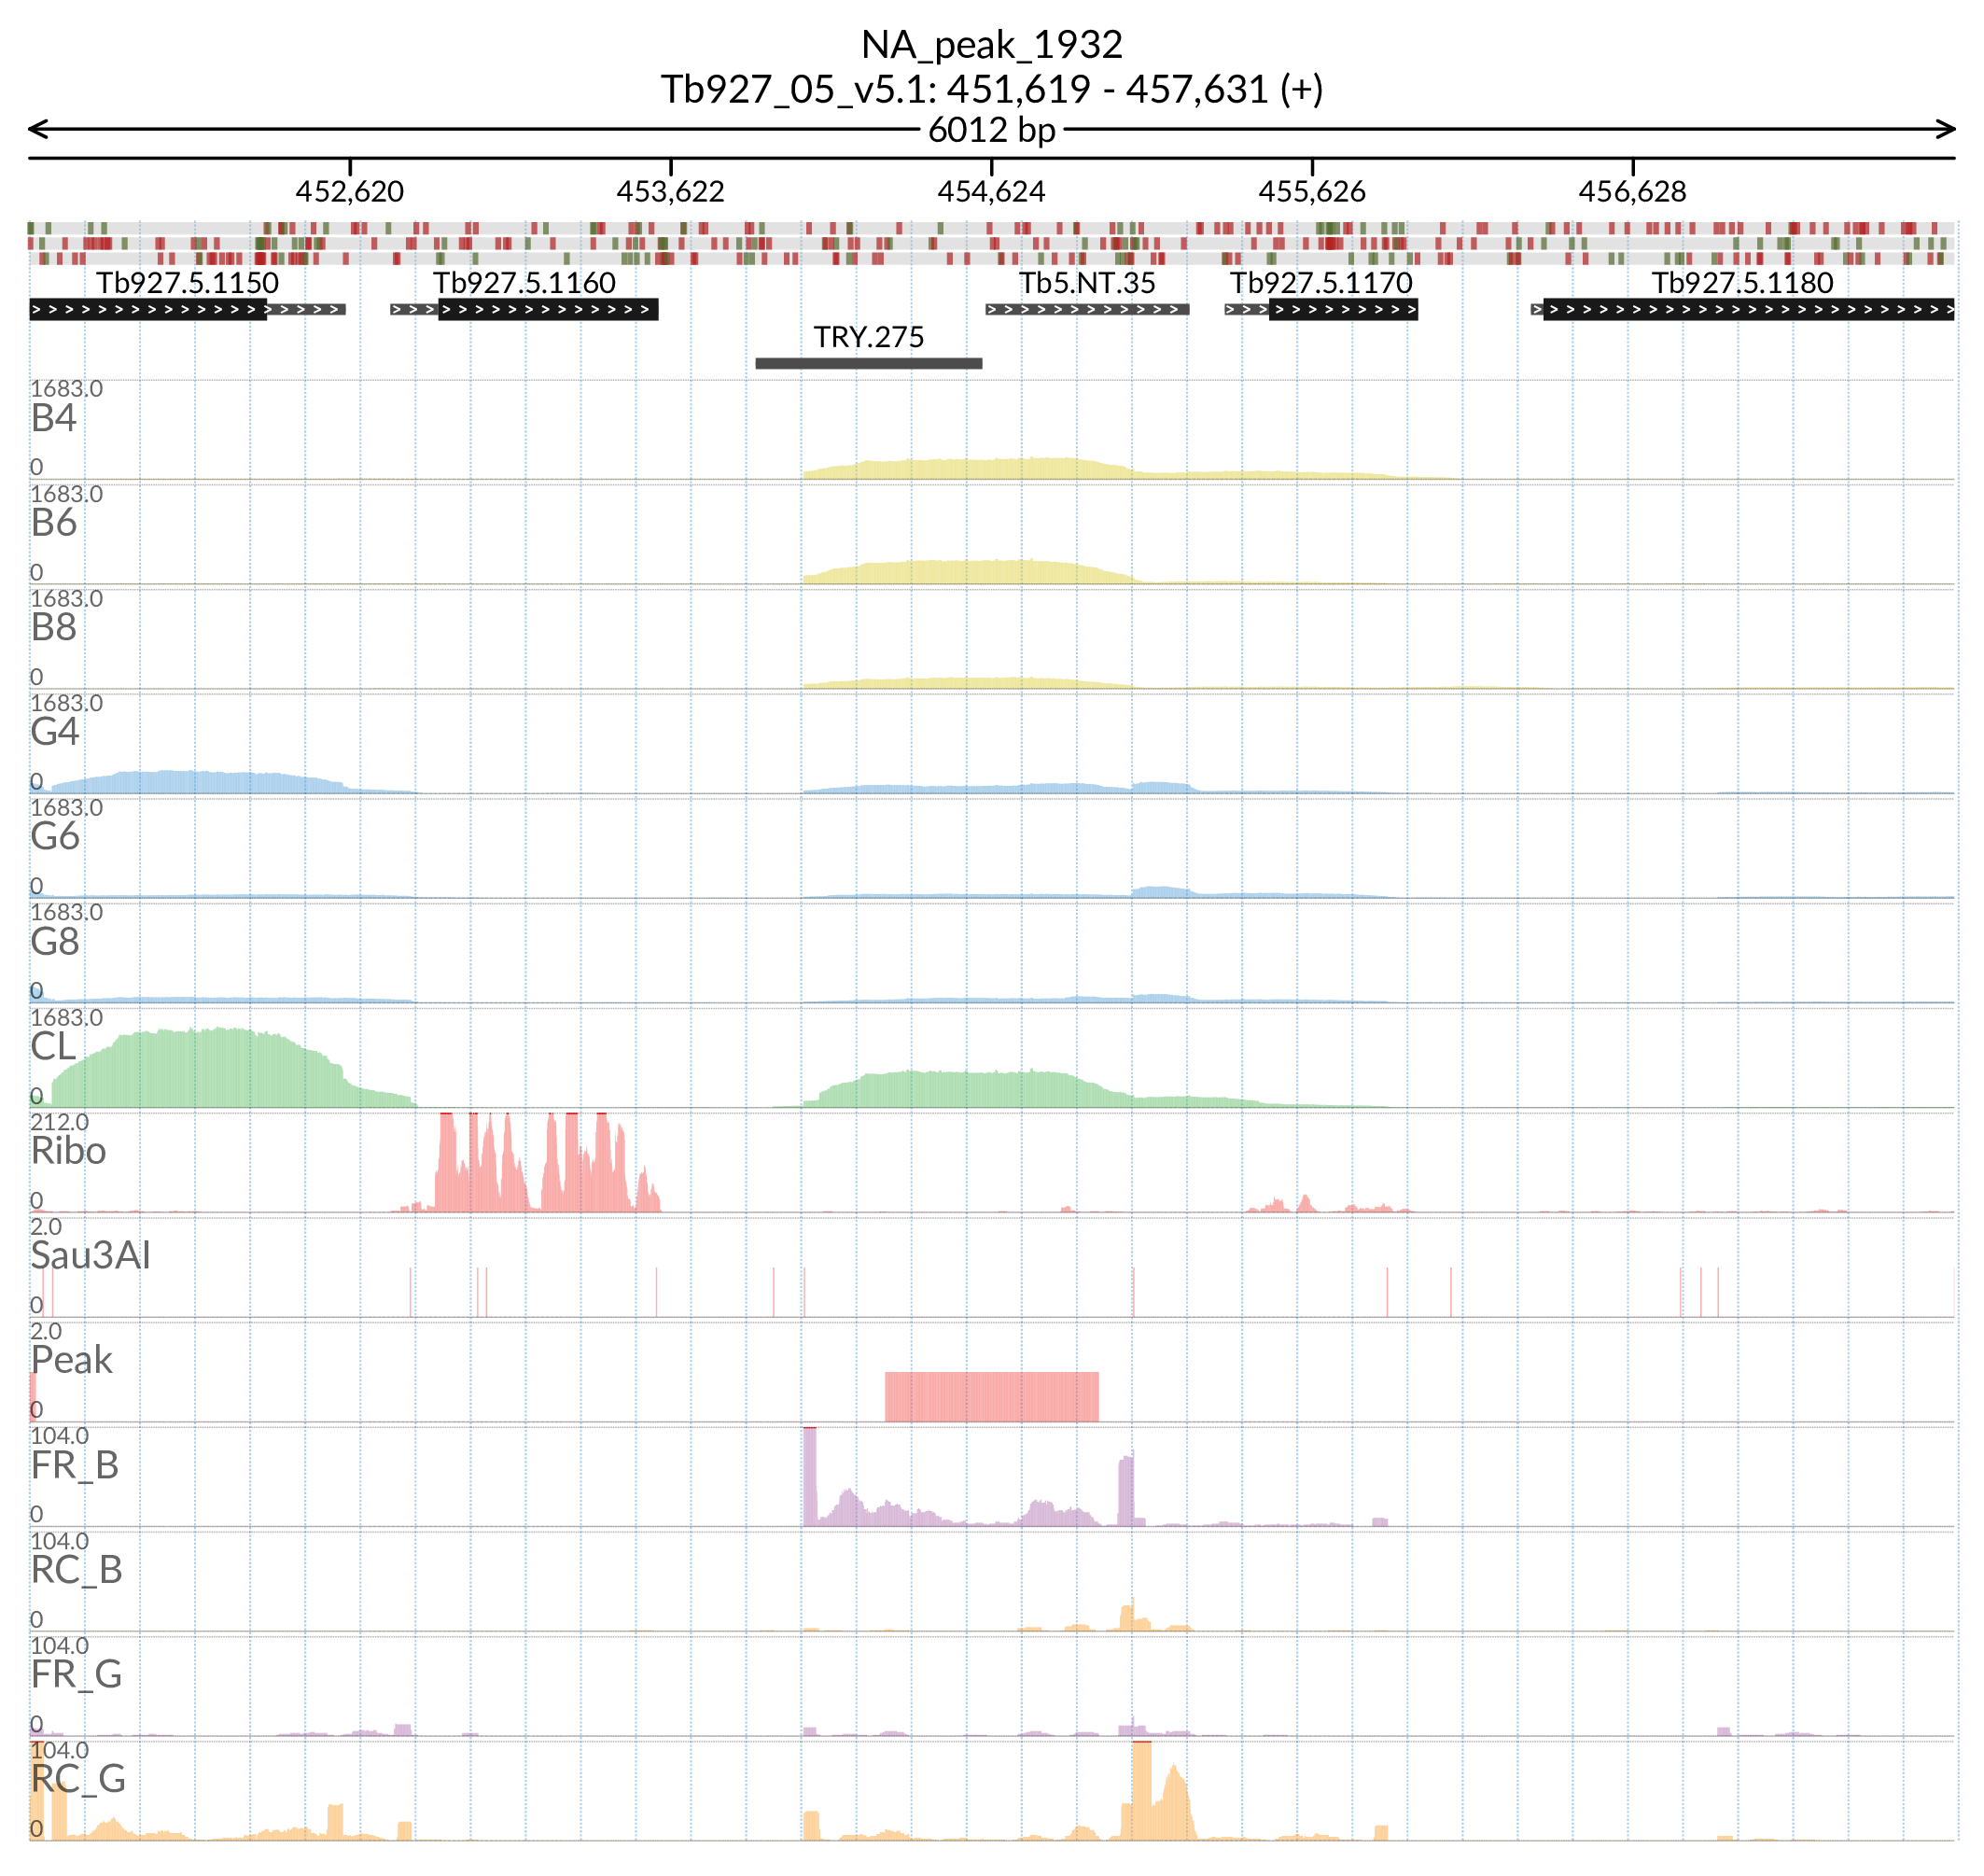 NA_peak_1932
Tb927_05_v5.1: 451,619 - 457,631 (+)
6012 bp
452,620 453,622 454,624 455,626 456,628
Tb927.5.1150 Tb927.5.1160 Tb5.NT.35 Tb927.5.1170 Tb927.5.1180
TRY.275
1683.0
B4
0
1683.0
B6
0
1683.0
B8
0
1683.0
G4
0
1683.0
G6
0
1683.0
G8
0
1683.0
CL
0
212.0
Ribo
0
2.0
Sau3AI
0
2.0
Peak
0
104.0
FR_B
0
104.0
RC_B
0
104.0
FR_G
0
104.0
RC_G
0